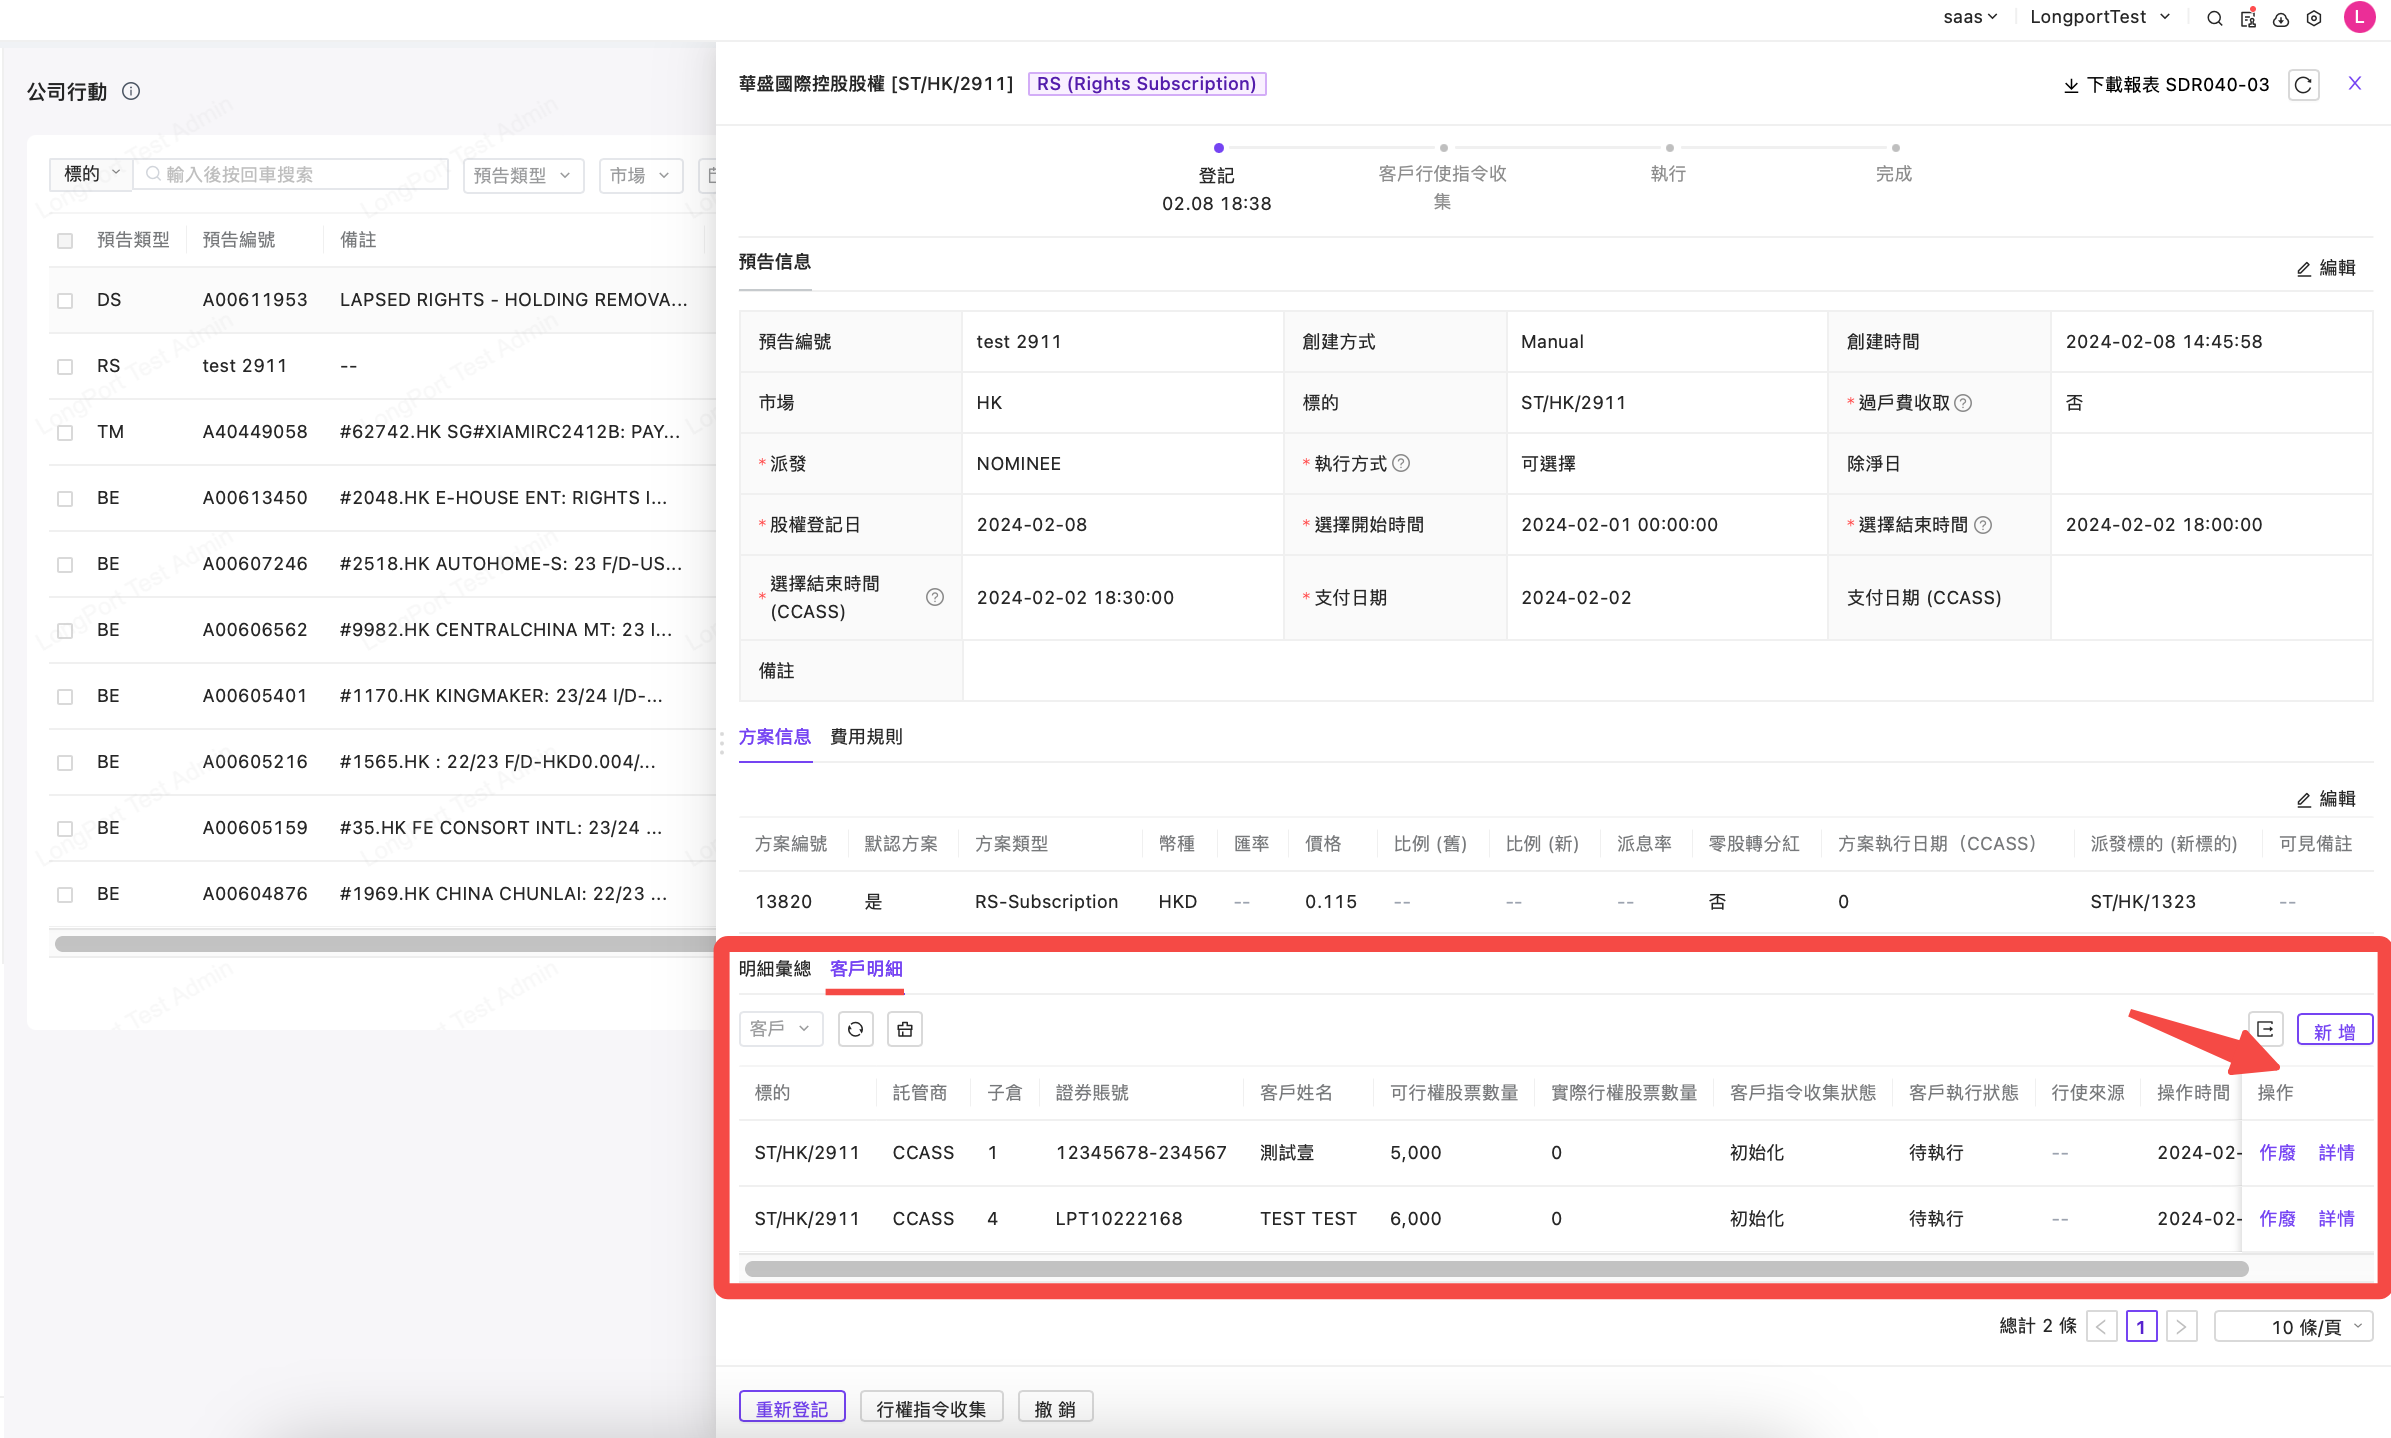 saas
LongportTest
L
公司行動
標的
輸入後按回車搜索
預告類型
市場
預告類型 預告編號 備註
DS A00611953 LAPSED RIGHTS - HOLDING REMOVA...
RS test 2911 --
TM A40449058 #62742.HK SG#XIAMIRC2412B: PAY...
BE A00613450 #2048.HK E-HOUSE ENT: RIGHTS I...
BE A00607246 #2518.HK AUTOHOME-S: 23 F/D-US...
BE A00606562 #9982.HK CENTRALCHINA MT: 23 I...
BE A00605401 #1170.HK KINGMAKER: 23/24 I/D-...
BE A00605216 #1565.HK : 22/23 F/D-HKD0.004/...
BE A00605159 #35.HK FE CONSORT INTL: 23/24 ...
BE A00604876 #1969.HK CHINA CHUNLAI: 22/23 ...
LongPort Test Admin
華盛國際控股股權 [ST/HK/2911] RS (Rights Subscription)
下載報表 SDR040-03
登記
02.08 18:38
客戶行使指令收
集
執行
完成
預告信息
編輯
預告編號 test 2911 創建方式 Manual 創建時間 2024-02-08 14:45:58
市場 HK 標的 ST/HK/2911 *過戶費收取 否
*派發 NOMINEE *執行方式 可選擇 除淨日
*股權登記日 2024-02-08 *選擇開始時間 2024-02-01 00:00:00 *選擇結束時間 2024-02-02 18:00:00
*選擇結束時間
(CCASS) 2024-02-02 18:30:00 *支付日期 2024-02-02 支付日期 (CCASS)
備註
方案信息 費用規則
編輯
方案編號 默認方案 方案類型 幣種 匯率 價格 比例 (舊) 比例 (新) 派息率 零股轉分紅 方案執行日期（CCASS） 派發標的 (新標的) 可見備註
13820 是 RS-Subscription HKD -- 0.115 -- -- -- 否 0 ST/HK/1323 --
明細彙總 客戶明細
客戶
新 增
標的 託管商 子倉 證券賬號 客戶姓名 可行權股票數量 實際行權股票數量 客戶指令收集狀態 客戶執行狀態 行使來源 操作時間 操作
ST/HK/2911 CCASS 1 12345678-234567 測試壹 5,000 0 初始化 待執行 -- 2024-02- 作廢 詳情
ST/HK/2911 CCASS 4 LPT10222168 TEST TEST 6,000 0 初始化 待執行 -- 2024-02- 作廢 詳情
總計 2 條 < 1 > 10 條/頁
重新登記 行權指令收集 撤 銷